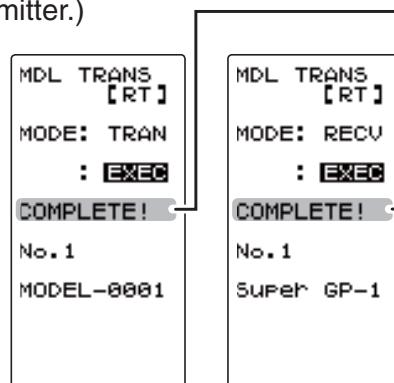 mitter.)
MDL TRANS
[RT]
MODE: TRAN
: EXEC
COMPLETE!
No.1
MODEL-0001
MDL TRANS
[RT]
MODE: RECV
: EXEC
COMPLETE!
No.1
Super GP-1